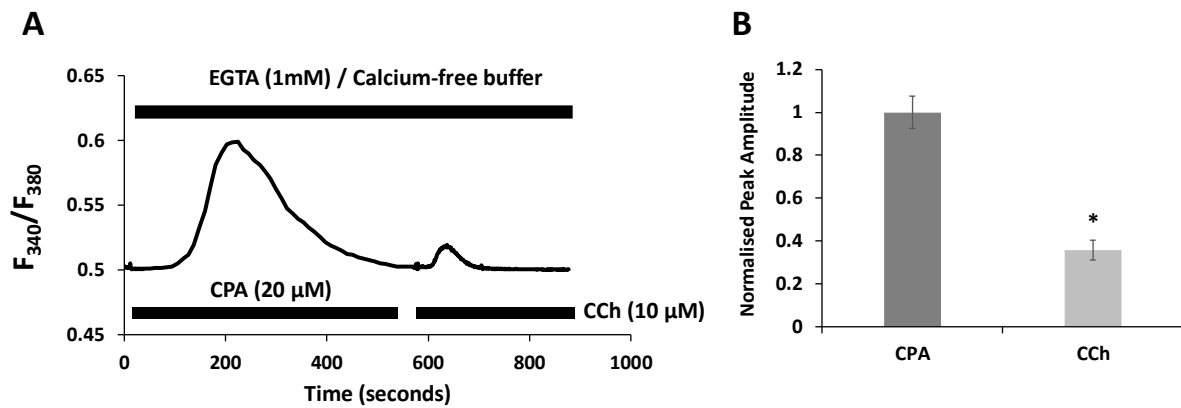 A
0.65
0.6
0.55
0.5
0.45
F340/F380
EGTA (1mM) / Calcium-free buffer
CPA (20 µM)
CCh (10 µM)
0 200 400 600 800 1000
Time (seconds)
B
1.2
1
0.8
0.6
0.4
0.2
0
Normalised Peak Amplitude
*
CPA CCh